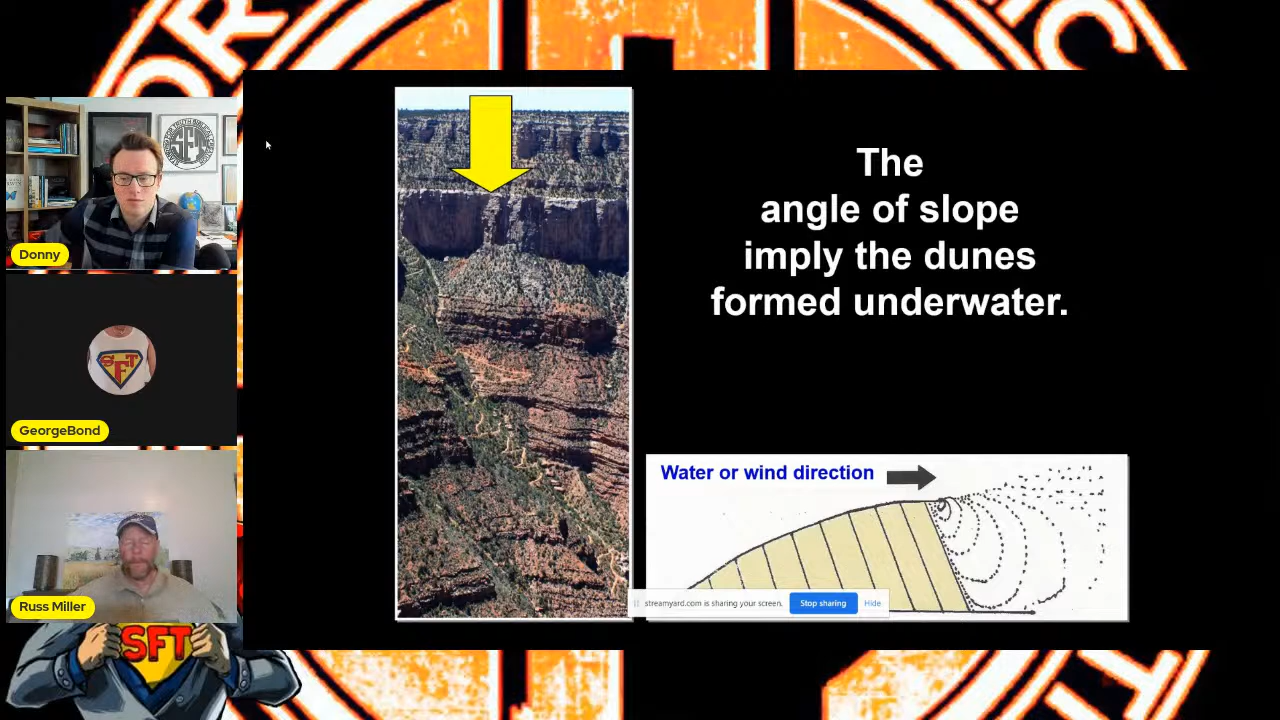 Donny
GeorgeBond
Russ Miller
SFT
SFT
SFT
The
angle of slope
imply the dunes
formed underwater.
Water or wind direction
streamyard.com is sharing your screen.
Stop sharing
Hide